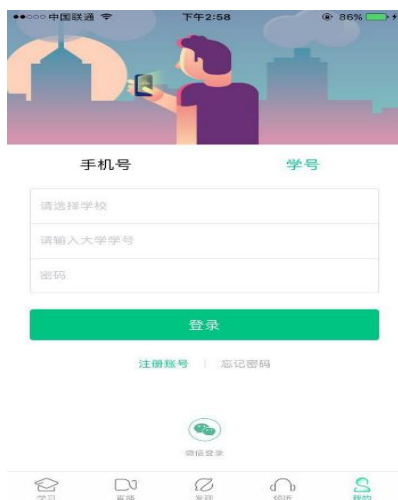 中国联通 下午2:58 86%
手机号 学号
请选择学校
请输入大学学号
密码
登录
注册账号 忘记密码
微信登录
学习 直播 发现 倾听 我的